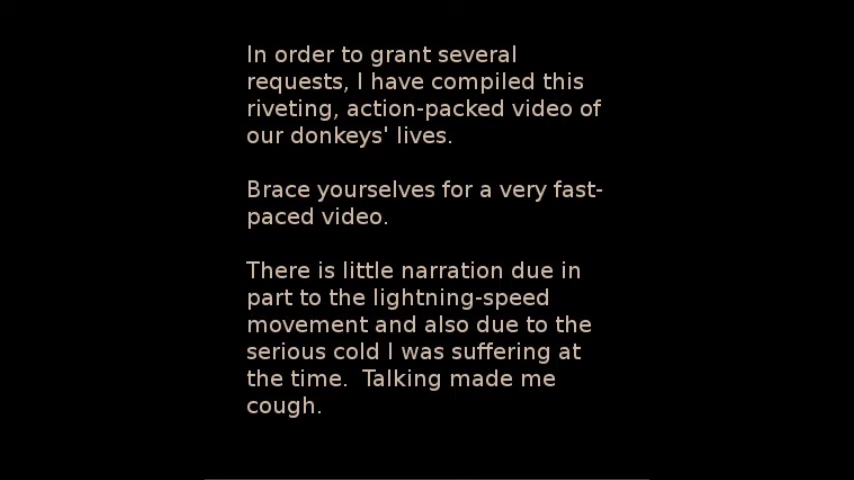 In order to grant several
requests, I have compiled this
riveting, action-packed video of
our donkeys' lives.
Brace yourselves for a very fast-
paced video.
There is little narration due in
part to the lightning-speed
movement and also due to the
serious cold I was suffering at
the time.  Talking made me
cough.